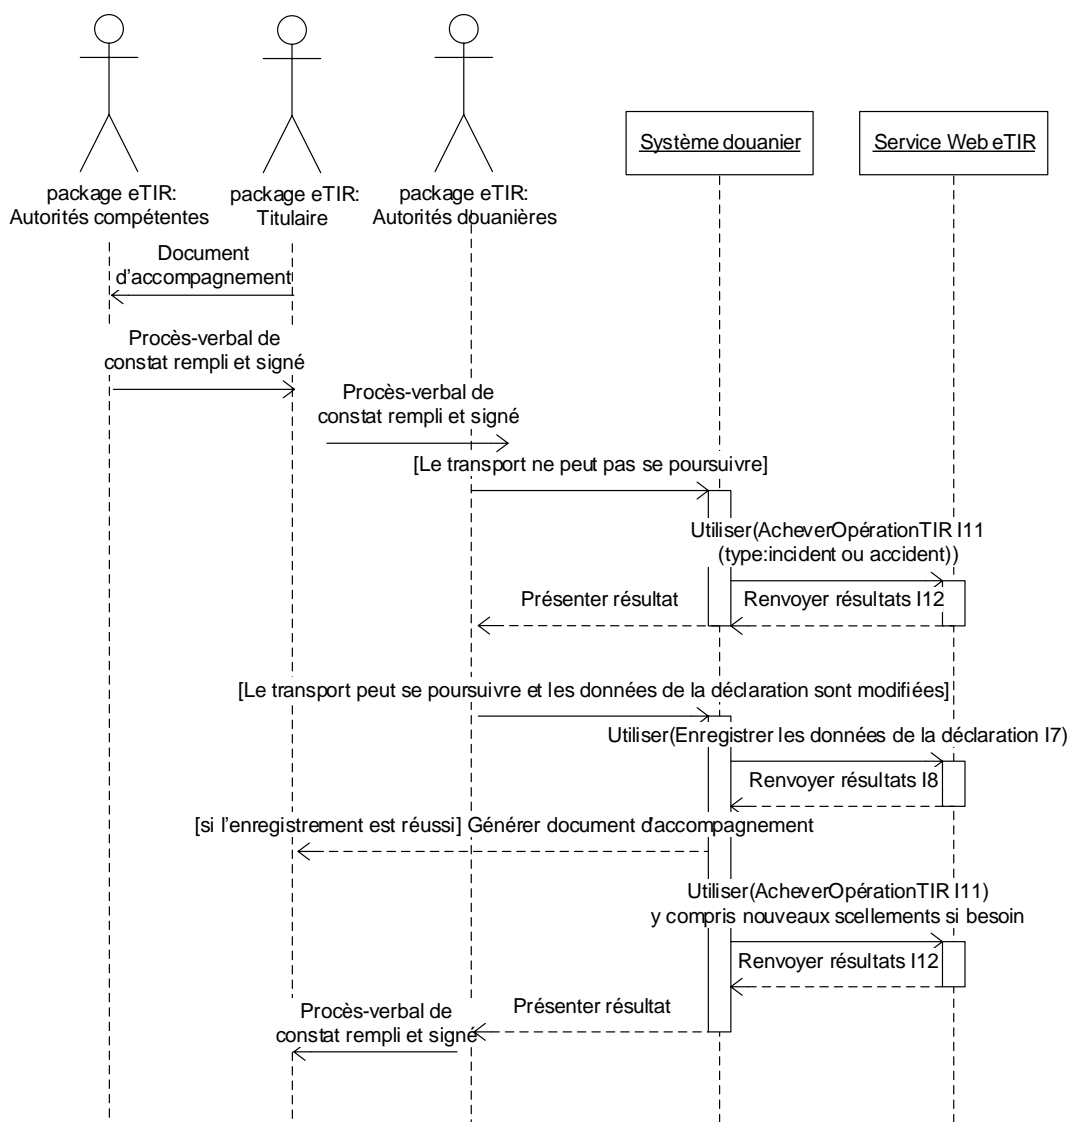 Système douanier
Service Web eTIR
package eTIR:
Autorités compétentes
package eTIR:
Titulaire
package eTIR:
Autorités douanières
Document
d'accompagnement
Procès-verbal de
constat rempli et signé
Procès-verbal de
constat rempli et signé
[Le transport ne peut pas se poursuivre]
Utiliser(AcheverOpérationTIR I11
(type:incident ou accident))
Présenter résultat
Renvoyer résultats I12
[Le transport peut se poursuivre et les données de la déclaration sont modifiées]
Utiliser(Enregistrer les données de la déclaration I7)
Renvoyer résultats I8
[si l'enregistrement est réussi] Générer document d'accompagnement
Utiliser(AcheverOpérationTIR I11)
y compris nouveaux scellements si besoin
Renvoyer résultats I12
Présenter résultat
Procès-verbal de
constat rempli et signé